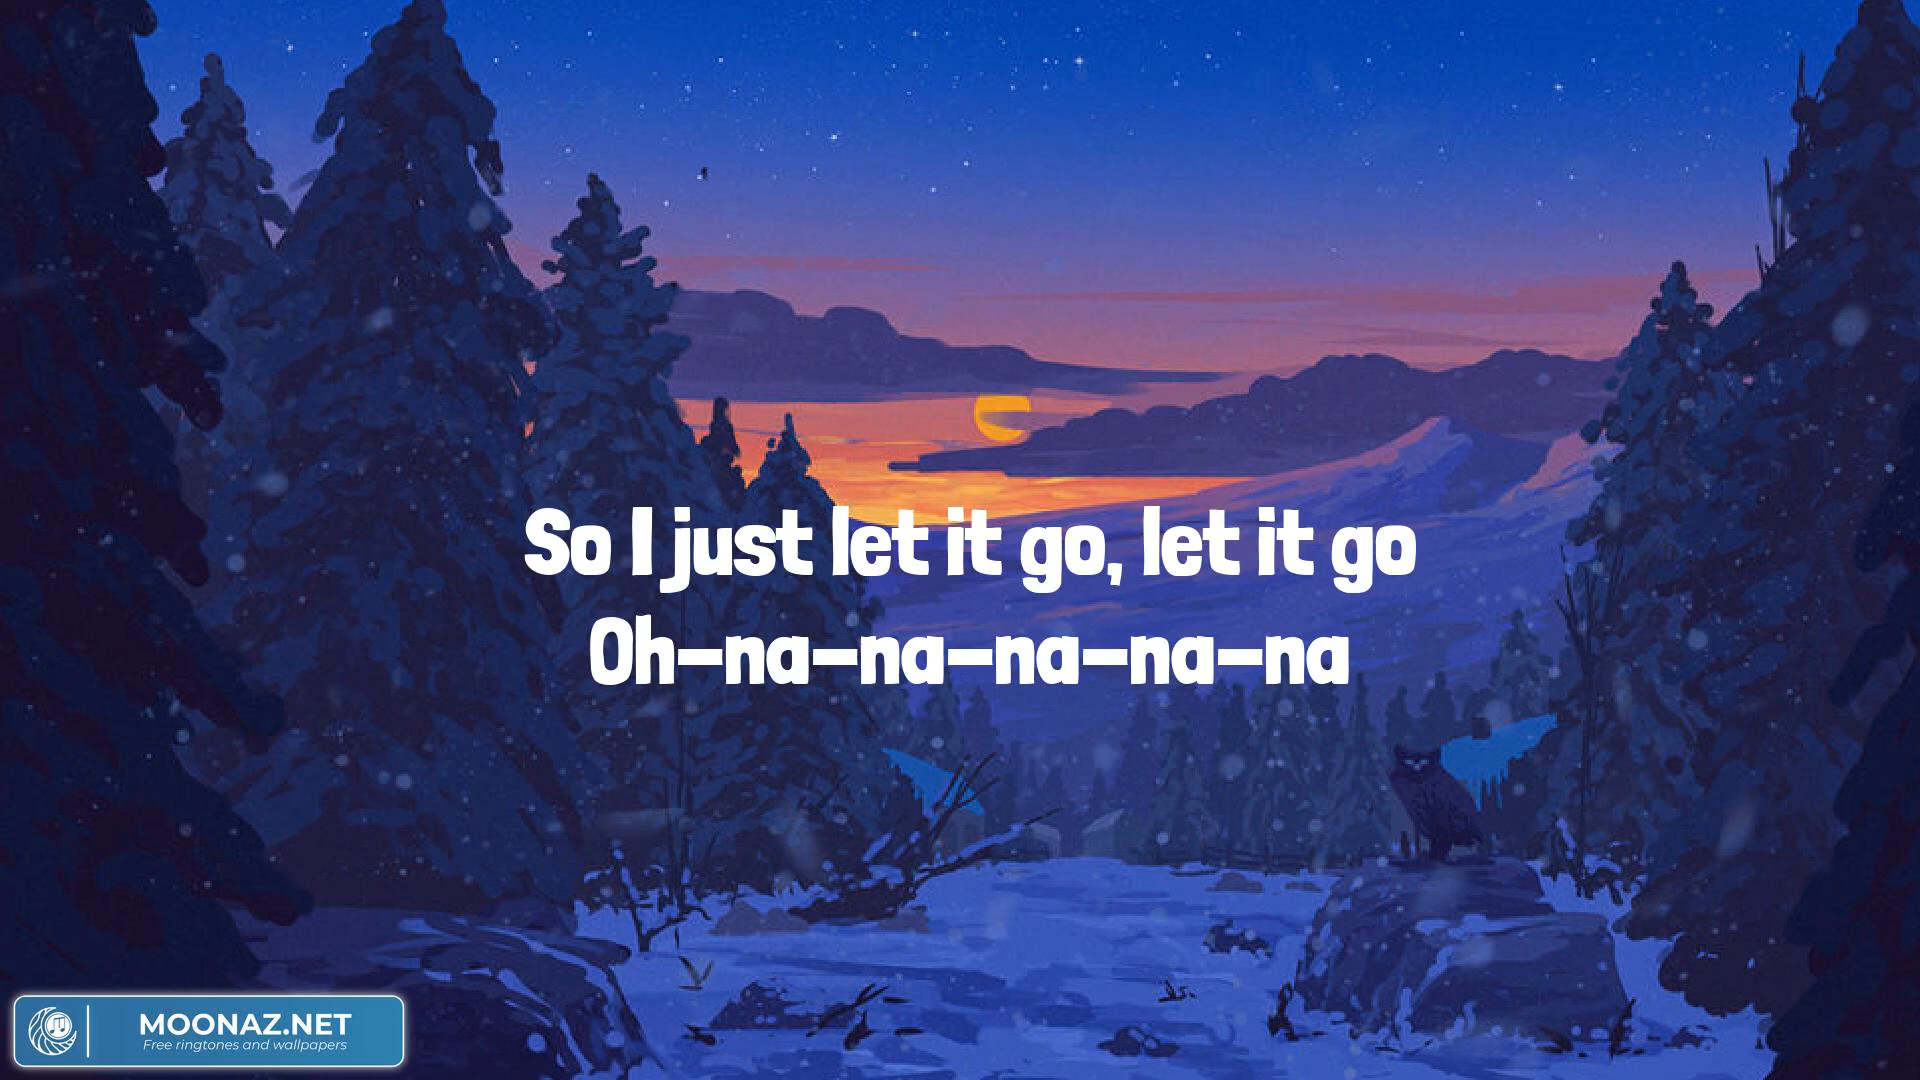 So I just let it go, let it go
Oh-na-na-na-na-na
MOONAZ.NET
Free ringtones and wallpapers